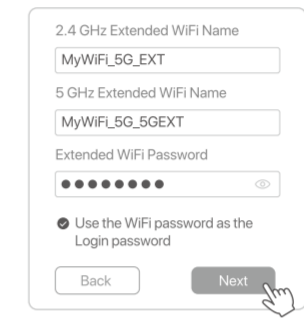 2.4 GHz Extended WiFi Name
MyWiFi_5G_EXT
5 GHz Extended WiFi Name
MyWiFi_5G_5GEXT
Extended WiFi Password
●●●●●●●●
Use the WiFi password as the
Login password
Back Next